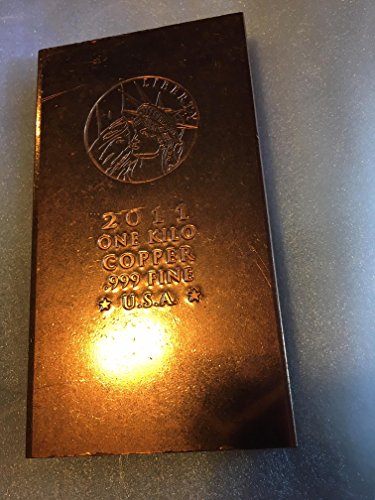 LIBERTY
2011
ONE KILO
COPPER
.999 FINE
U.S.A.